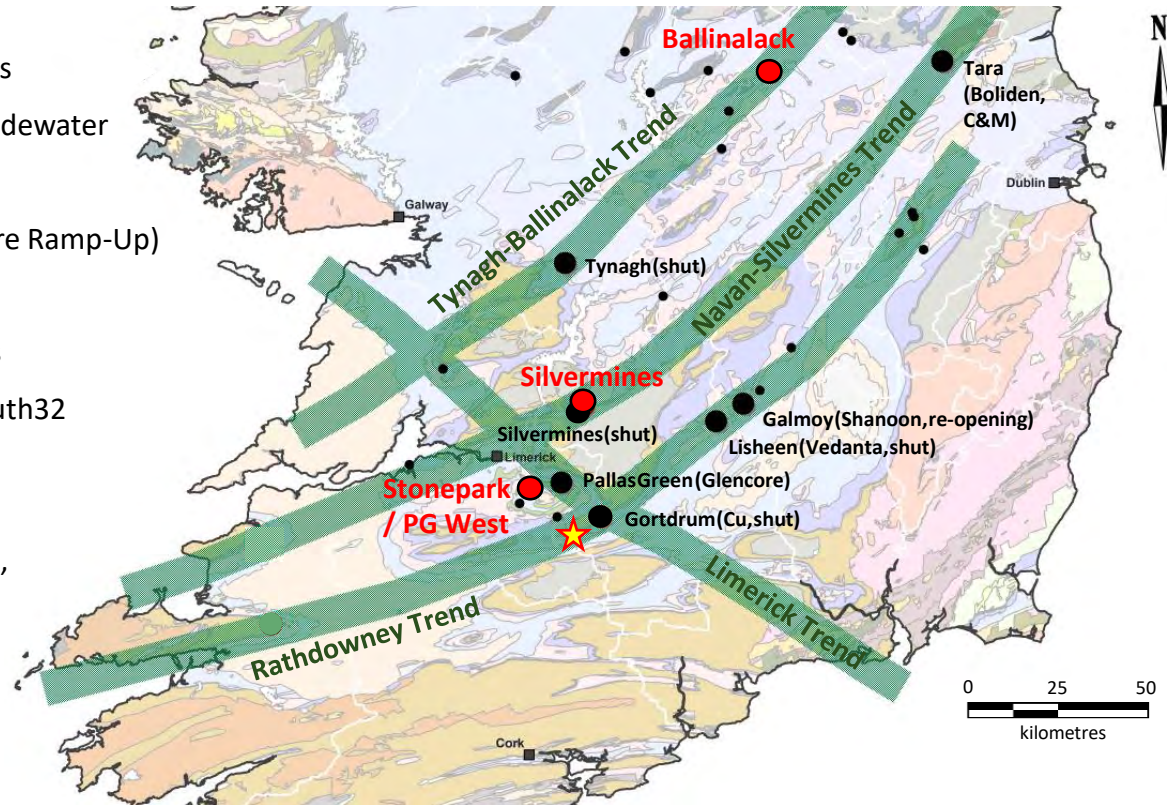 s
dewater
re Ramp-Up)
uth32
,
N
Ballinalack
Tara
(Boliden,
C&M)
Dublin
Galway
Tynagh-Ballinalack Trend
Navan-Silvermines Trend
Tynagh(shut)
Silvermines
Silvermines(shut)
Galmoy(Shanoon,re-opening)
Lisheen(Vedanta,shut)
Limerick
PallasGreen(Glencore)
Stonepark
/ PG West
Gortdrum(Cu,shut)
Limerick Trend
Rathdowney Trend
Cork
0 25 50
kilometres